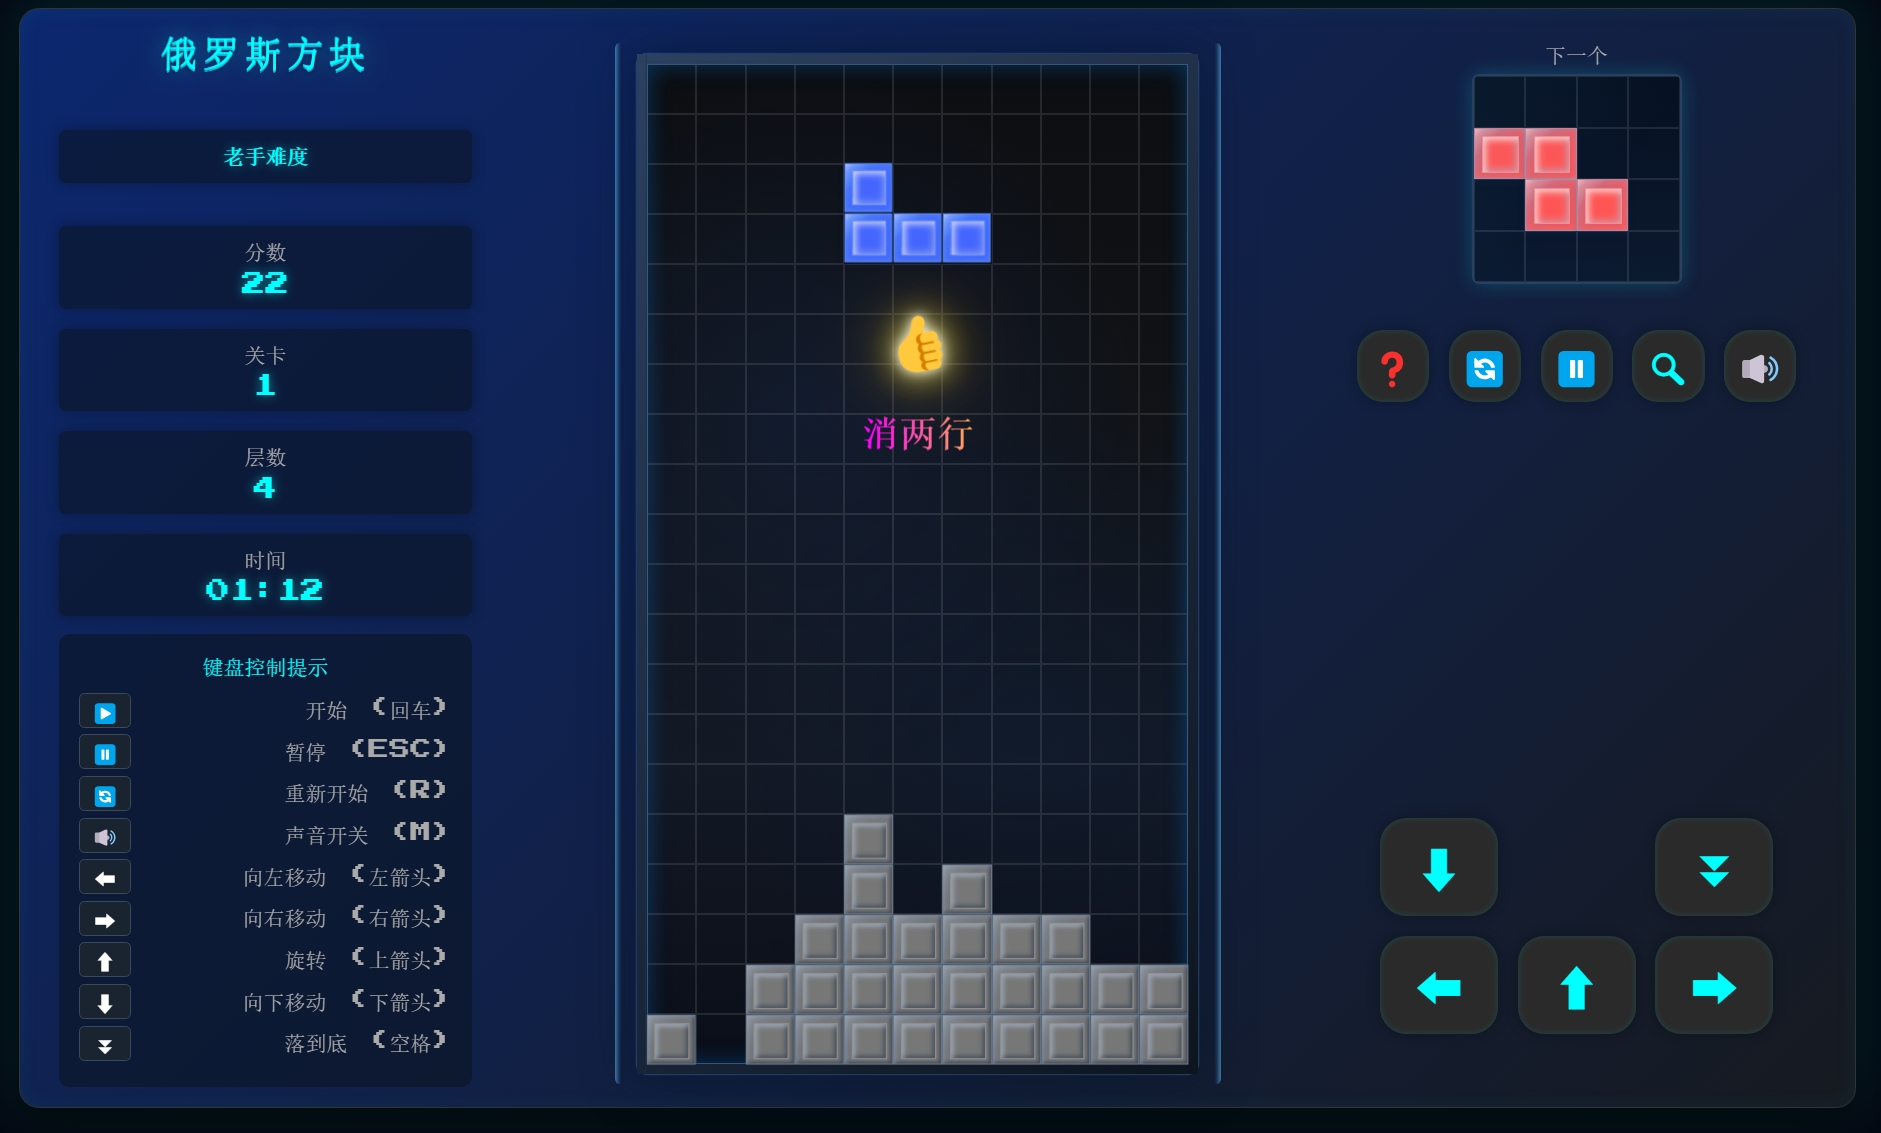 俄罗斯方块
老手难度
分数
22
关卡
1
层数
4
时间
01:12
键盘控制提示
开始 (回车)
暂停 (ESC)
重新开始 (R)
声音开关 (M)
向左移动 (左箭头)
向右移动 (右箭头)
旋转 (上箭头)
向下移动 (下箭头)
落到底 (空格)
消两行
下一个